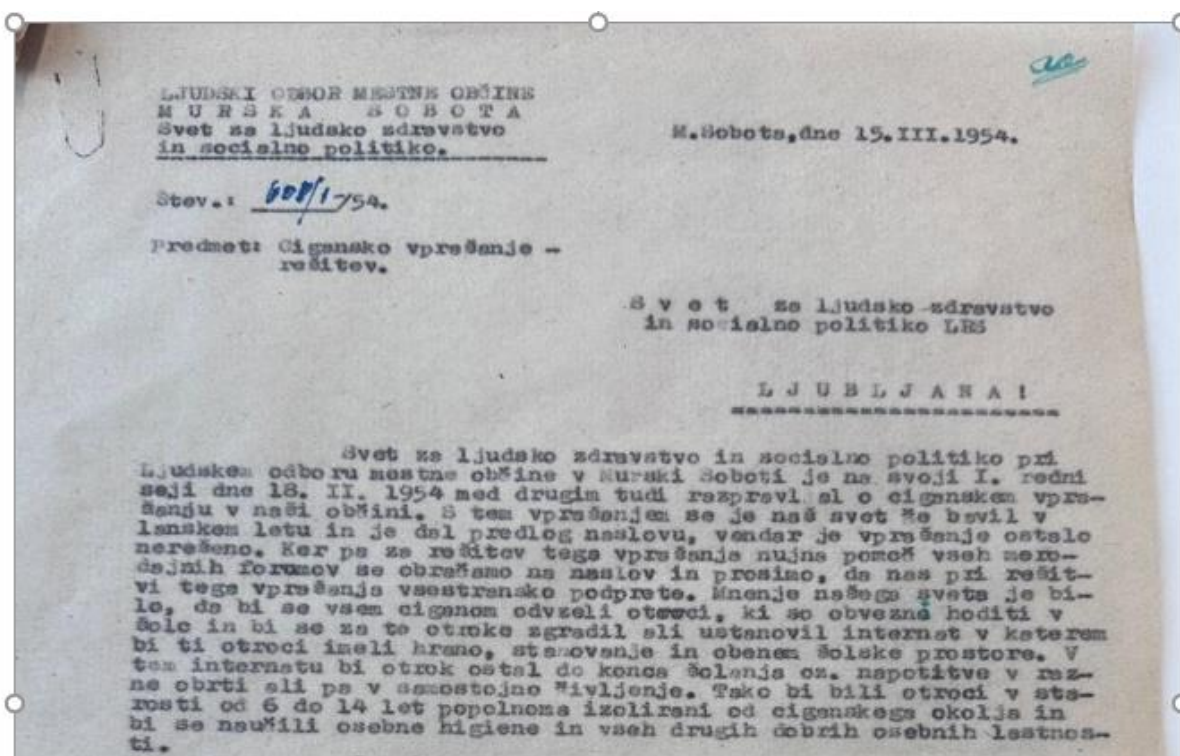 LJUDSKI ODBOR MESTNE OBČINE
M U R S K A   S O B O T A
Svet za ljudsko zdravstvo
in socialno politiko.
M.Sobota,dne 15.III.1954.
Štev.: 608/1-/54.
Predmet: Cigansko vprašanje -
rešitev.
S v e t   za ljudsko zdravstvo
in socialno politiko LRS
L J U B L J A N A !
Svet za ljudsko zdravstvo in socialno politiko pri
Ljudskem odboru mestne občine v Murski Soboti je na svoji I. redni
seji dne 18. II. 1954 med drugim tudi razpravljal o ciganskem vpra-
šanju v naši občini. S tem vprašanjem se je naš svet že bavil v
lanskem letu in je dal predlog naslovu, vendar je vprašanje ostalo
nerešeno. Ker pa za rešitev tega vprašanja nujna pomoč vseh mero-
dajnih forumov se obračamo na naslov in prosimo, da nas pri rešit-
vi tega vprašanja vsestransko podprete. Mnenje našega sveta je bi-
lo, da bi se vsem ciganom odvzeli otroci, ki so obvezni hoditi v
šolo in bi se za te otroke zgradil ali ustanovil internat v katerem
bi ti otroci imeli hrano, stanovanje in obenem šolske prostore. V
tem internatu bi otrok ostal do konca šolanja oz. napotitve v raz-
ne obrti ali pa v samostojno življenje. Tako bi bili otroci v sta-
rosti od 6 do 14 let popolnoma izolirani od ciganskega okolja in
bi se naučili osebne higiene in vseh drugih dobrih osebnih lastnos-
ti.